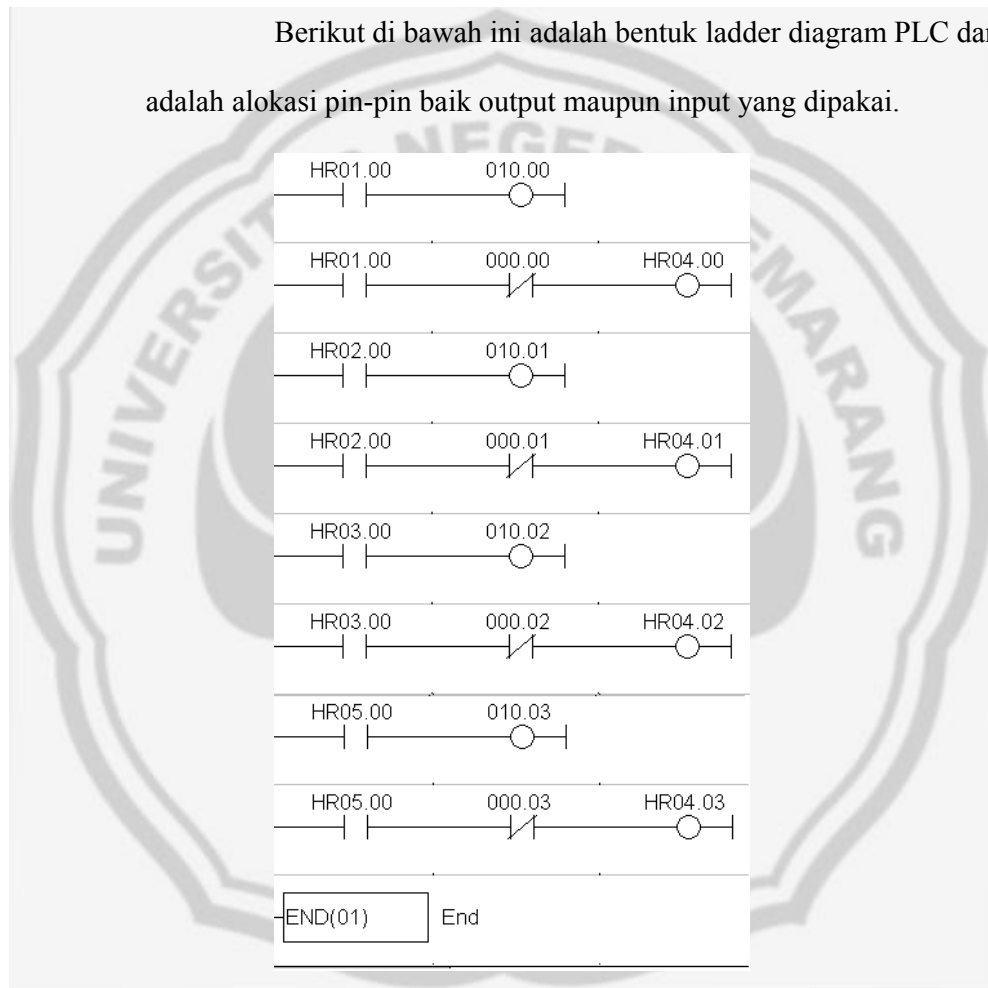 Berikut di bawah ini adalah bentuk ladder diagram PLC dan
adalah alokasi pin-pin baik output maupun input yang dipakai.
HR01.00 010.00
HR01.00 000.00 HR04.00
HR02.00 010.01
HR02.00 000.01 HR04.01
HR03.00 010.02
HR03.00 000.02 HR04.02
HR05.00 010.03
HR05.00 000.03 HR04.03
END(01) End
UNIVERSITAS NEGERI SEMARANG